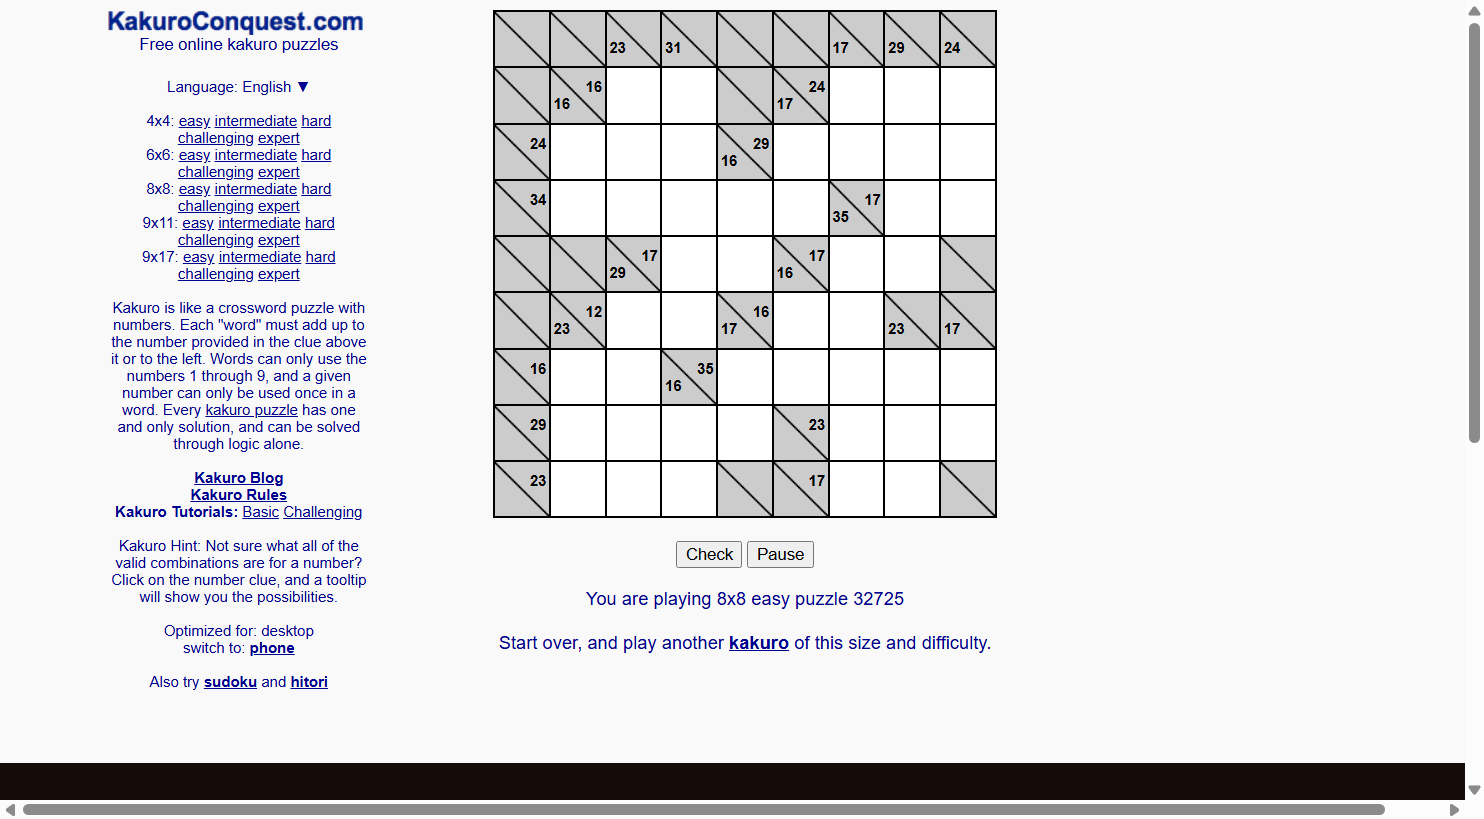 KakuroConquest.com
Free online kakuro puzzles
Language: English ▼
4x4: easy intermediate hard
challenging expert
6x6: easy intermediate hard
challenging expert
8x8: easy intermediate hard
challenging expert
9x11: easy intermediate hard
challenging expert
9x17: easy intermediate hard
challenging expert
Kakuro is like a crossword puzzle with
numbers. Each "word" must add up to
the number provided in the clue above
it or to the left. Words can only use the
numbers 1 through 9, and a given
number can only be used once in a
word. Every kakuro puzzle has one
and only solution, and can be solved
through logic alone.
Kakuro Blog
Kakuro Rules
Kakuro Tutorials: Basic Challenging
Kakuro Hint: Not sure what all of the
valid combinations are for a number?
Click on the number clue, and a tooltip
will show you the possibilities.
Optimized for: desktop
switch to: phone
Also try sudoku and hitori
23 31 17 29 24
16 24
16 17
24 29
16
34 17
35
17 17
29 16
12 16
23 17 23 17
16 35
16
29 23
23 17
Check Pause
You are playing 8x8 easy puzzle 32725
Start over, and play another kakuro of this size and difficulty.